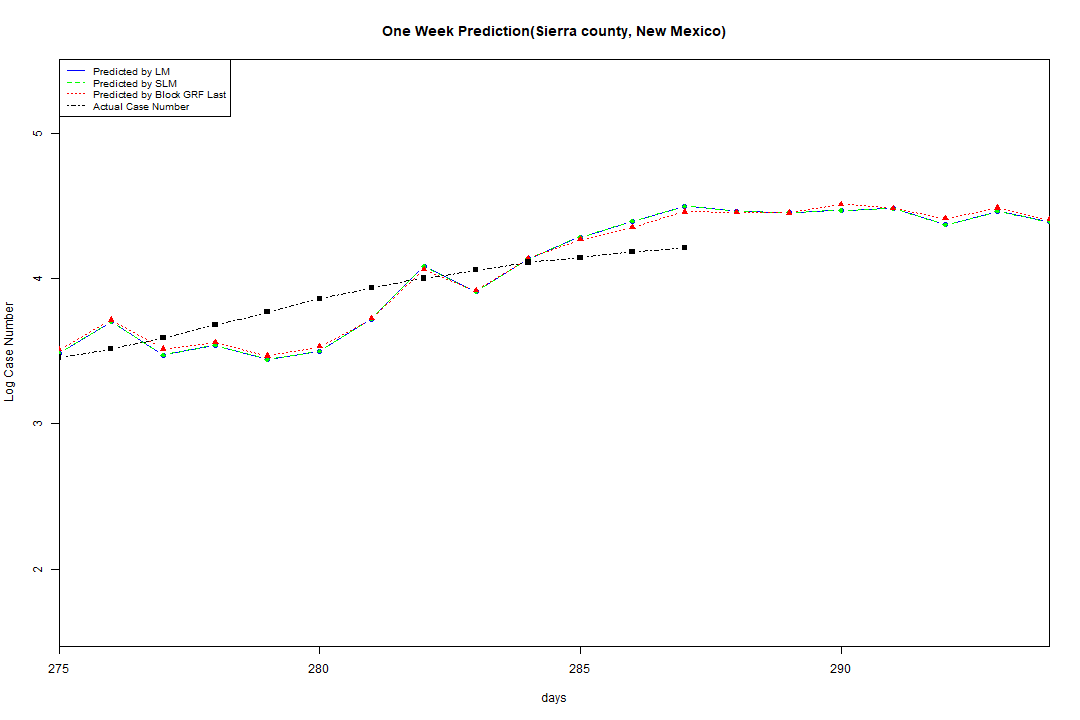 One Week Prediction(Sierra county, New Mexico)
Predicted by LM
Predicted by SLM
Predicted by Block GRF Last
Actual Case Number
5
4
3
2
Log Case Number
275
280
285
290
days